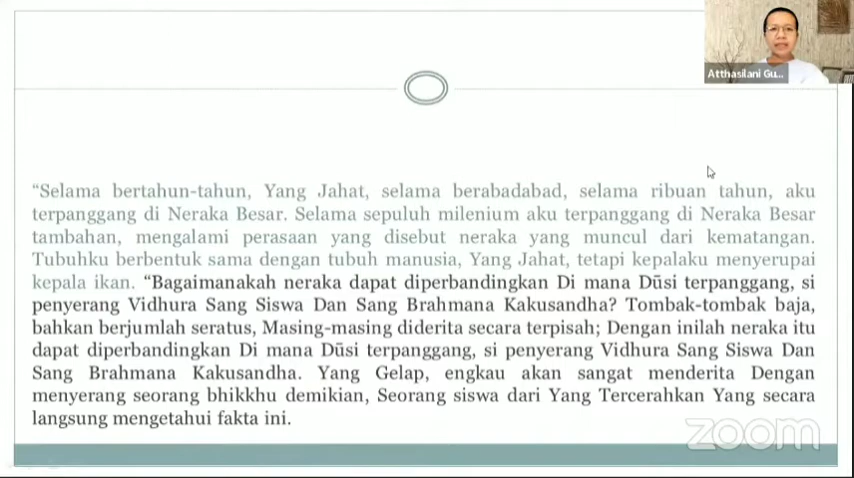 Atthasilani Gu...
“Selama bertahun-tahun, Yang Jahat, selama berabadabad, selama ribuan tahun, aku
terpanggang di Neraka Besar. Selama sepuluh milenium aku terpanggang di Neraka Besar
tambahan, mengalami perasaan yang disebut neraka yang muncul dari kematangan.
Tubuhku berbentuk sama dengan tubuh manusia, Yang Jahat, tetapi kepalaku menyerupai
kepala ikan. “Bagaimanakah neraka dapat diperbandingkan Di mana Dūsi terpanggang, si
penyerang Vidhura Sang Siswa Dan Sang Brahmana Kakusandha? Tombak-tombak baja,
bahkan berjumlah seratus, Masing-masing diderita secara terpisah; Dengan inilah neraka itu
dapat diperbandingkan Di mana Dūsi terpanggang, si penyerang Vidhura Sang Siswa Dan
Sang Brahmana Kakusandha. Yang Gelap, engkau akan sangat menderita Dengan
menyerang seorang bhikkhu demikian, Seorang siswa dari Yang Tercerahkan Yang secara
langsung mengetahui fakta ini.
zoom